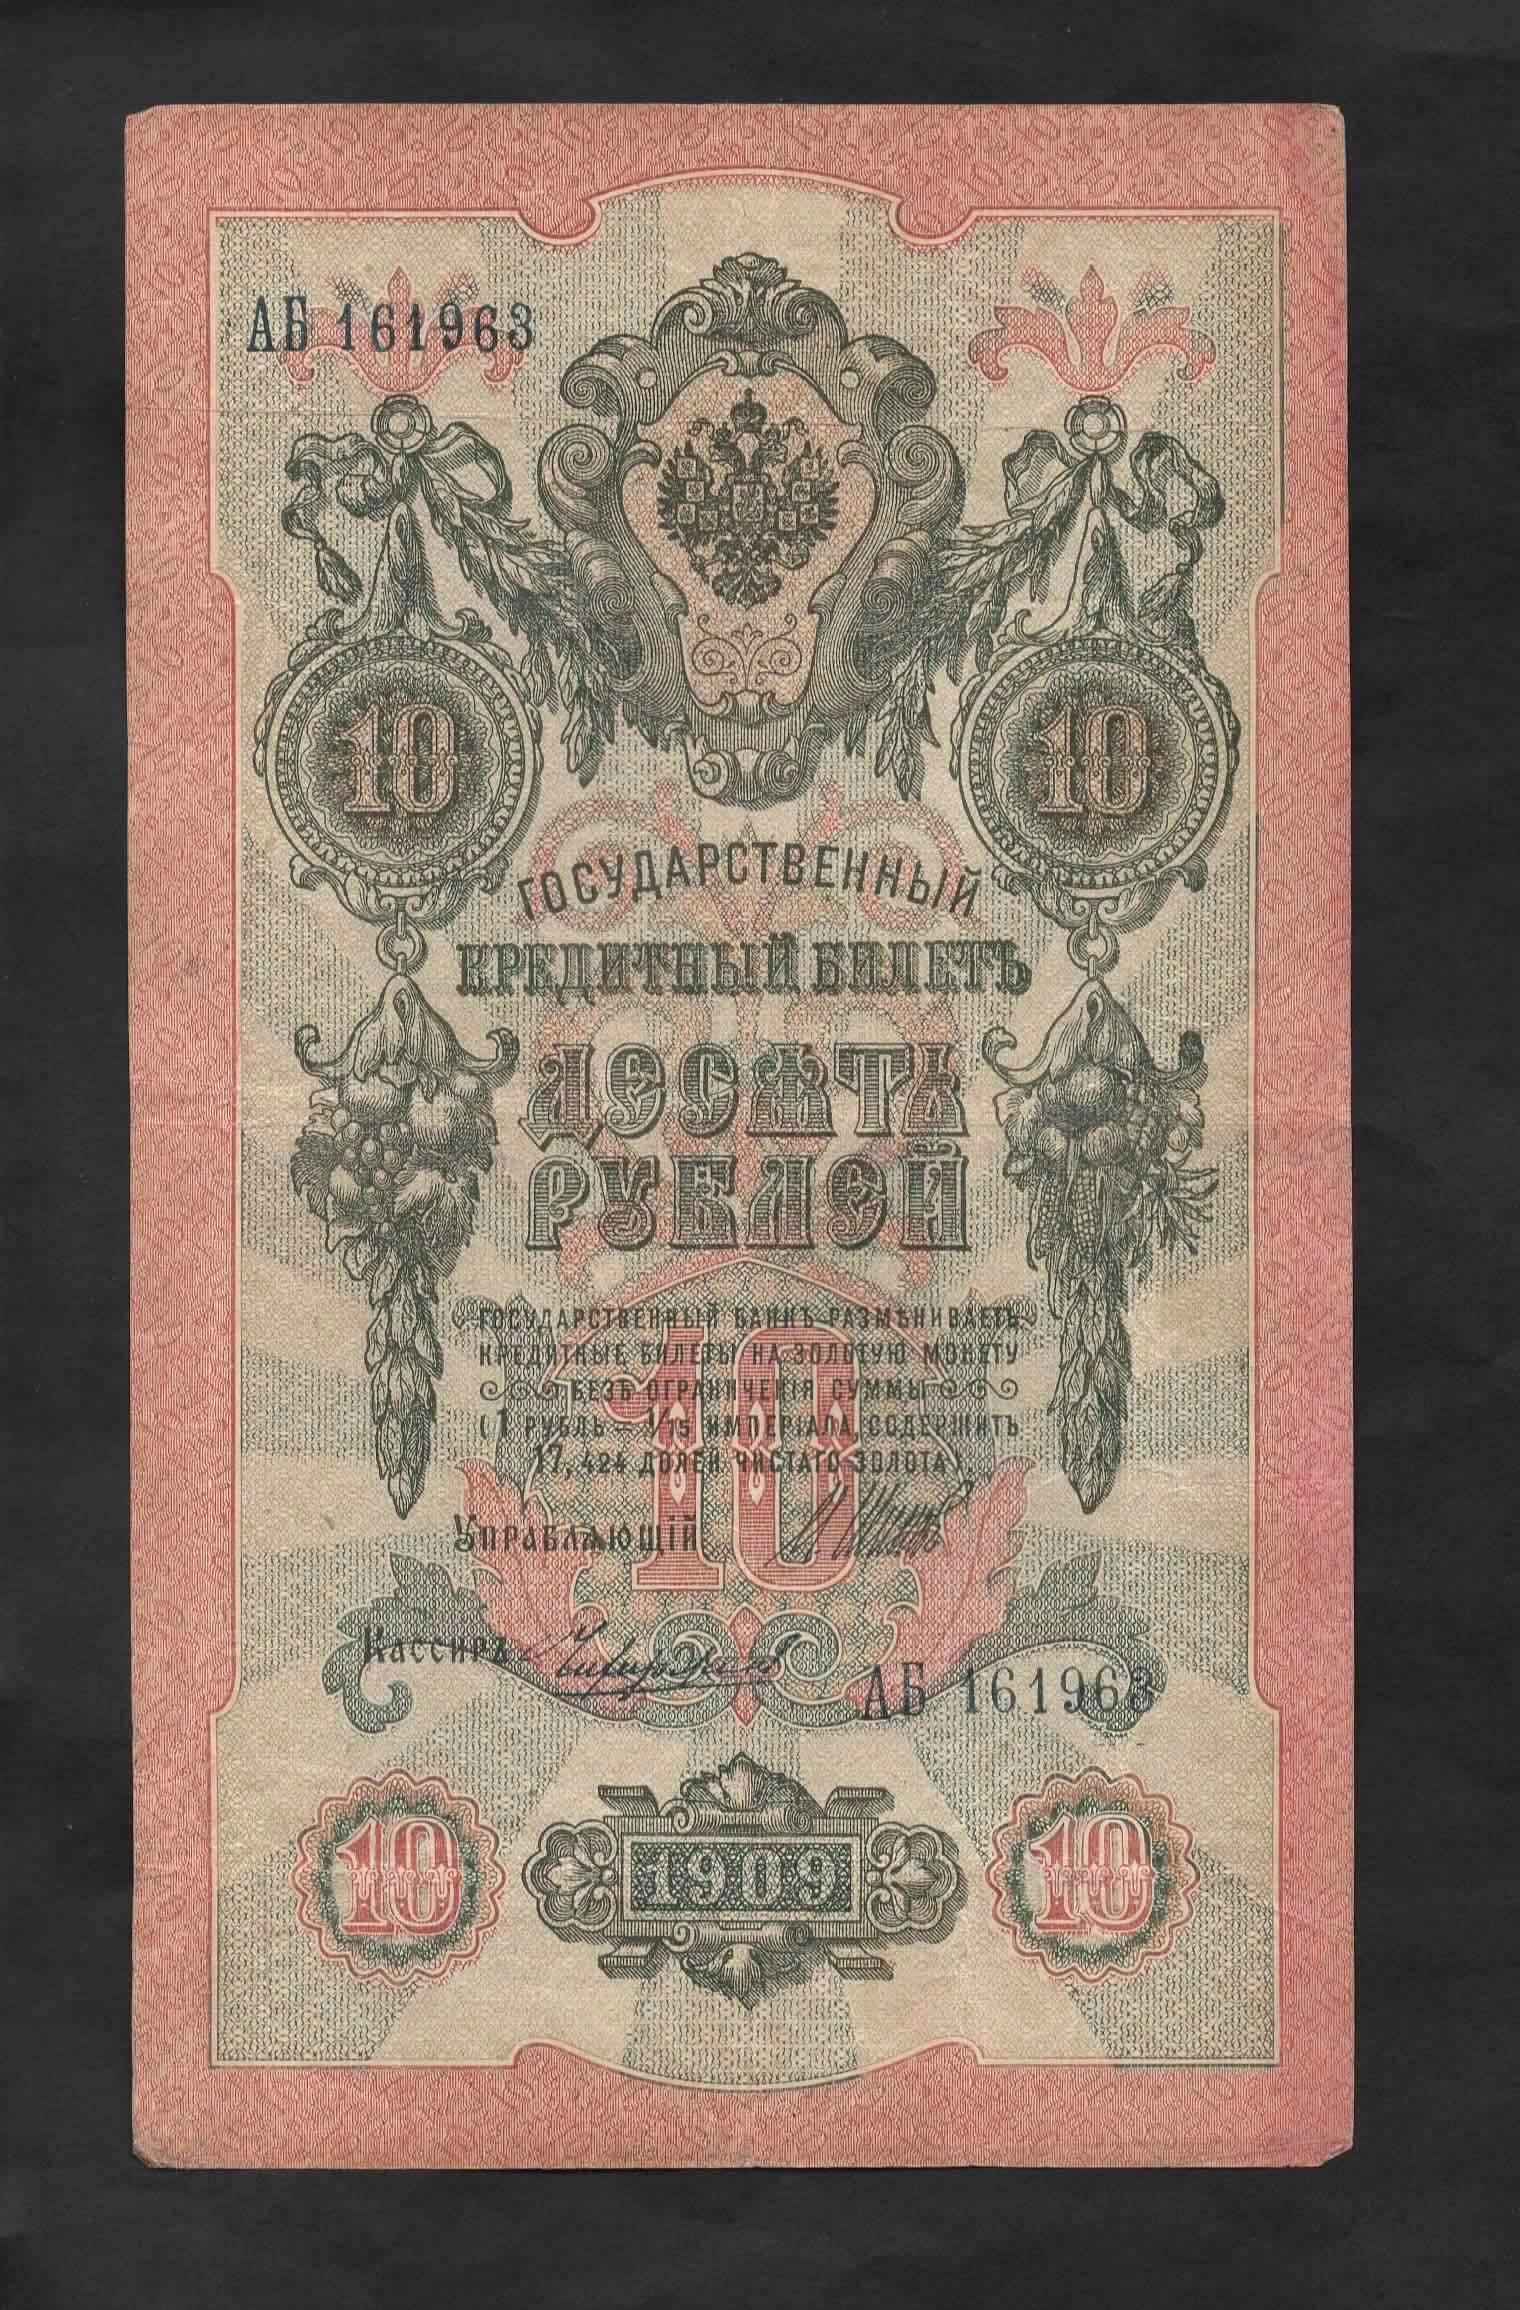 АБ 161963
10 10
ГОСУДАРСТВЕННЫЙ
КРЕДИТНЫЙ БИЛЕТЪ
ДЕСЯТЬ
РУБЛЕЙ
ГОСУДАРСТВЕННЫЙ БАНКЪ РАЗМѢНИВАЕТЪ
КРЕДИТНЫЕ БИЛЕТЫ НА ЗОЛОТУЮ МОНЕТУ
БЕЗЪ ОГРАНИЧЕНІЯ СУММЫ
(1 РУБЛЬ = 1/15 ИМПЕРІАЛА, СОДЕРЖИТЪ
17,424 ДОЛЕЙ ЧИСТАГО ЗОЛОТА).
10
Управляющій
Кассиръ
АБ 161963
10 1909 10